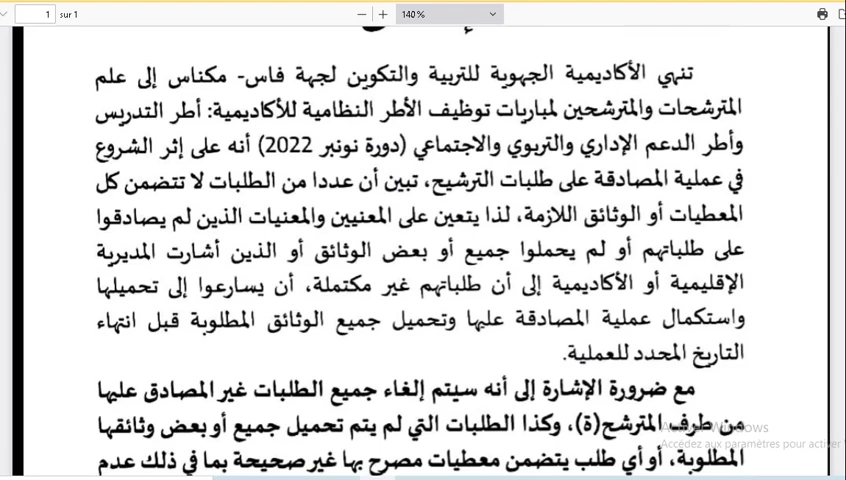 1 sur 1
140 %
تنهي الأكاديمية الجهوية للتربية والتكوين لجهة فاس- مكناس إلى علم
المترشحات والمترشحين لمباريات توظيف الأطر النظامية للأكاديمية: أطر التدريس
وأطر الدعم الإداري والتربوي والاجتماعي (دورة نونبر 2022) أنه على إثر الشروع
في عملية المصادقة على طلبات الترشيح، تبين أن عددا من الطلبات لا تتضمن كل
المعطيات أو الوثائق اللازمة، لذا يتعين على المعنيين والمعنيات الذين لم يصادقوا
على طلباتهم أو لم يحملوا جميع أو بعض الوثائق أو الذين أشارت المديرية
الإقليمية أو الأكاديمية إلى أن طلباتهم غير مكتملة، أن يسارعوا إلى تحميلها
واستكمال عملية المصادقة عليها وتحميل جميع الوثائق المطلوبة قبل انتهاء
التاريخ المحدد للعملية.
مع ضرورة الإشارة إلى أنه سيتم إلغاء جميع الطلبات غير المصادق عليها
من طرف المترشح(ة)، وكذا الطلبات التي لم يتم تحميل جميع أو بعض وثائقها
المطلوبة، أو أي طلب يتضمن معطيات مصرح بها غير صحيحة بما في ذلك عدم
Activer Windows
Accédez aux paramètres pour activer